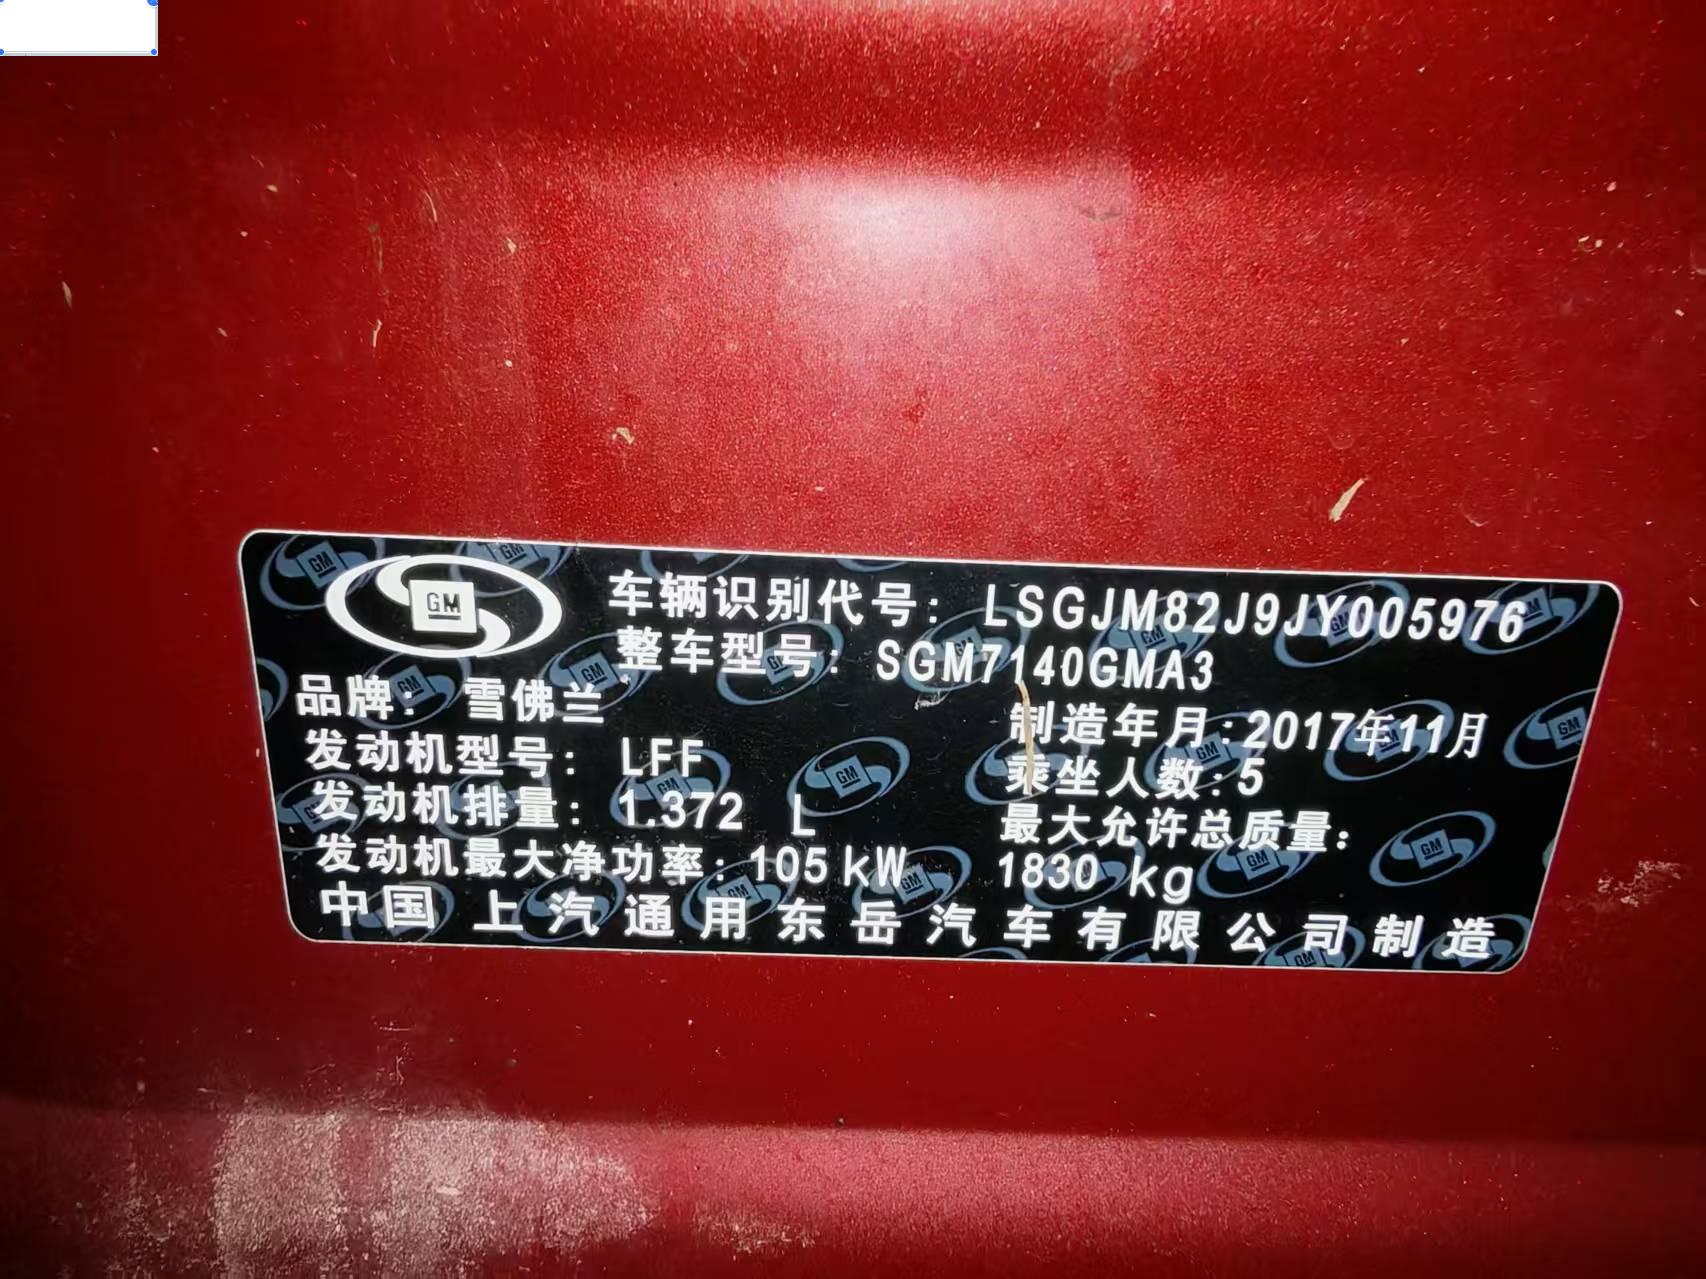 GM
车辆识别代号: LSGJM82J9JY005976
整车型号: SGM7140GMA3
品牌: 雪佛兰
制造年月:2017年11月
发动机型号: LFF
乘坐人数:5
发动机排量: 1.372 L
最大允许总质量:
发动机最大净功率:105 kW
1830 kg
中国 上汽通用东岳汽车有限公司制造